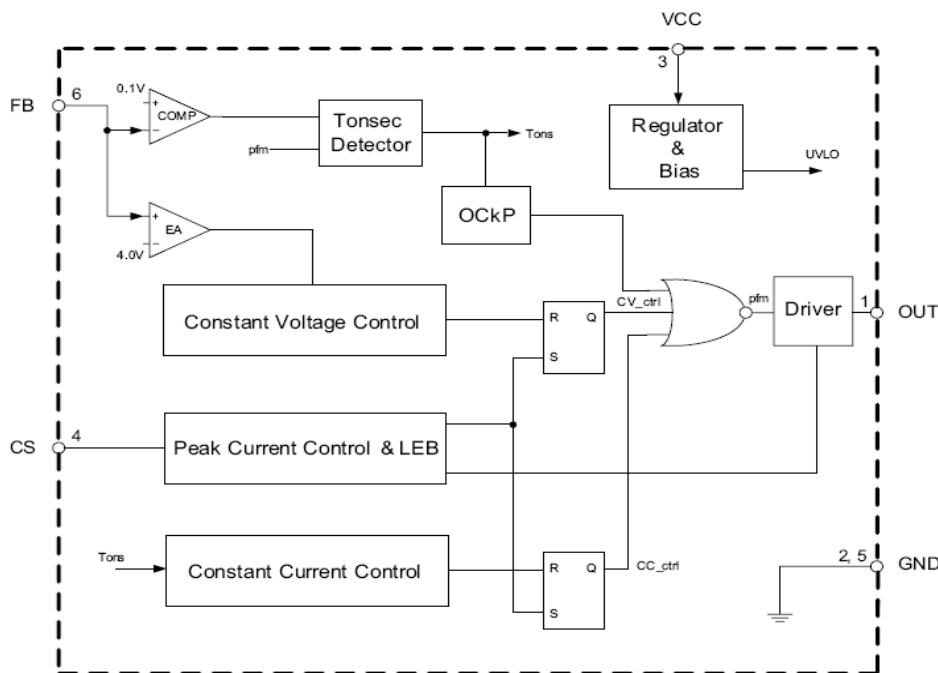 VCC
3
FB
6
0.1V
+
COMP
−
Tonsec
Detector
pfm
Tons
Regulator
&
Bias
UVLO
OCkP
+
EA
4.0V
−
Constant Voltage Control
R
Q
S
CV_ctrl
pfm
Driver
1
OUT
CS
4
Peak Current Control & LEB
Tons
Constant Current Control
R
Q
S
CC_ctrl
2, 5
GND